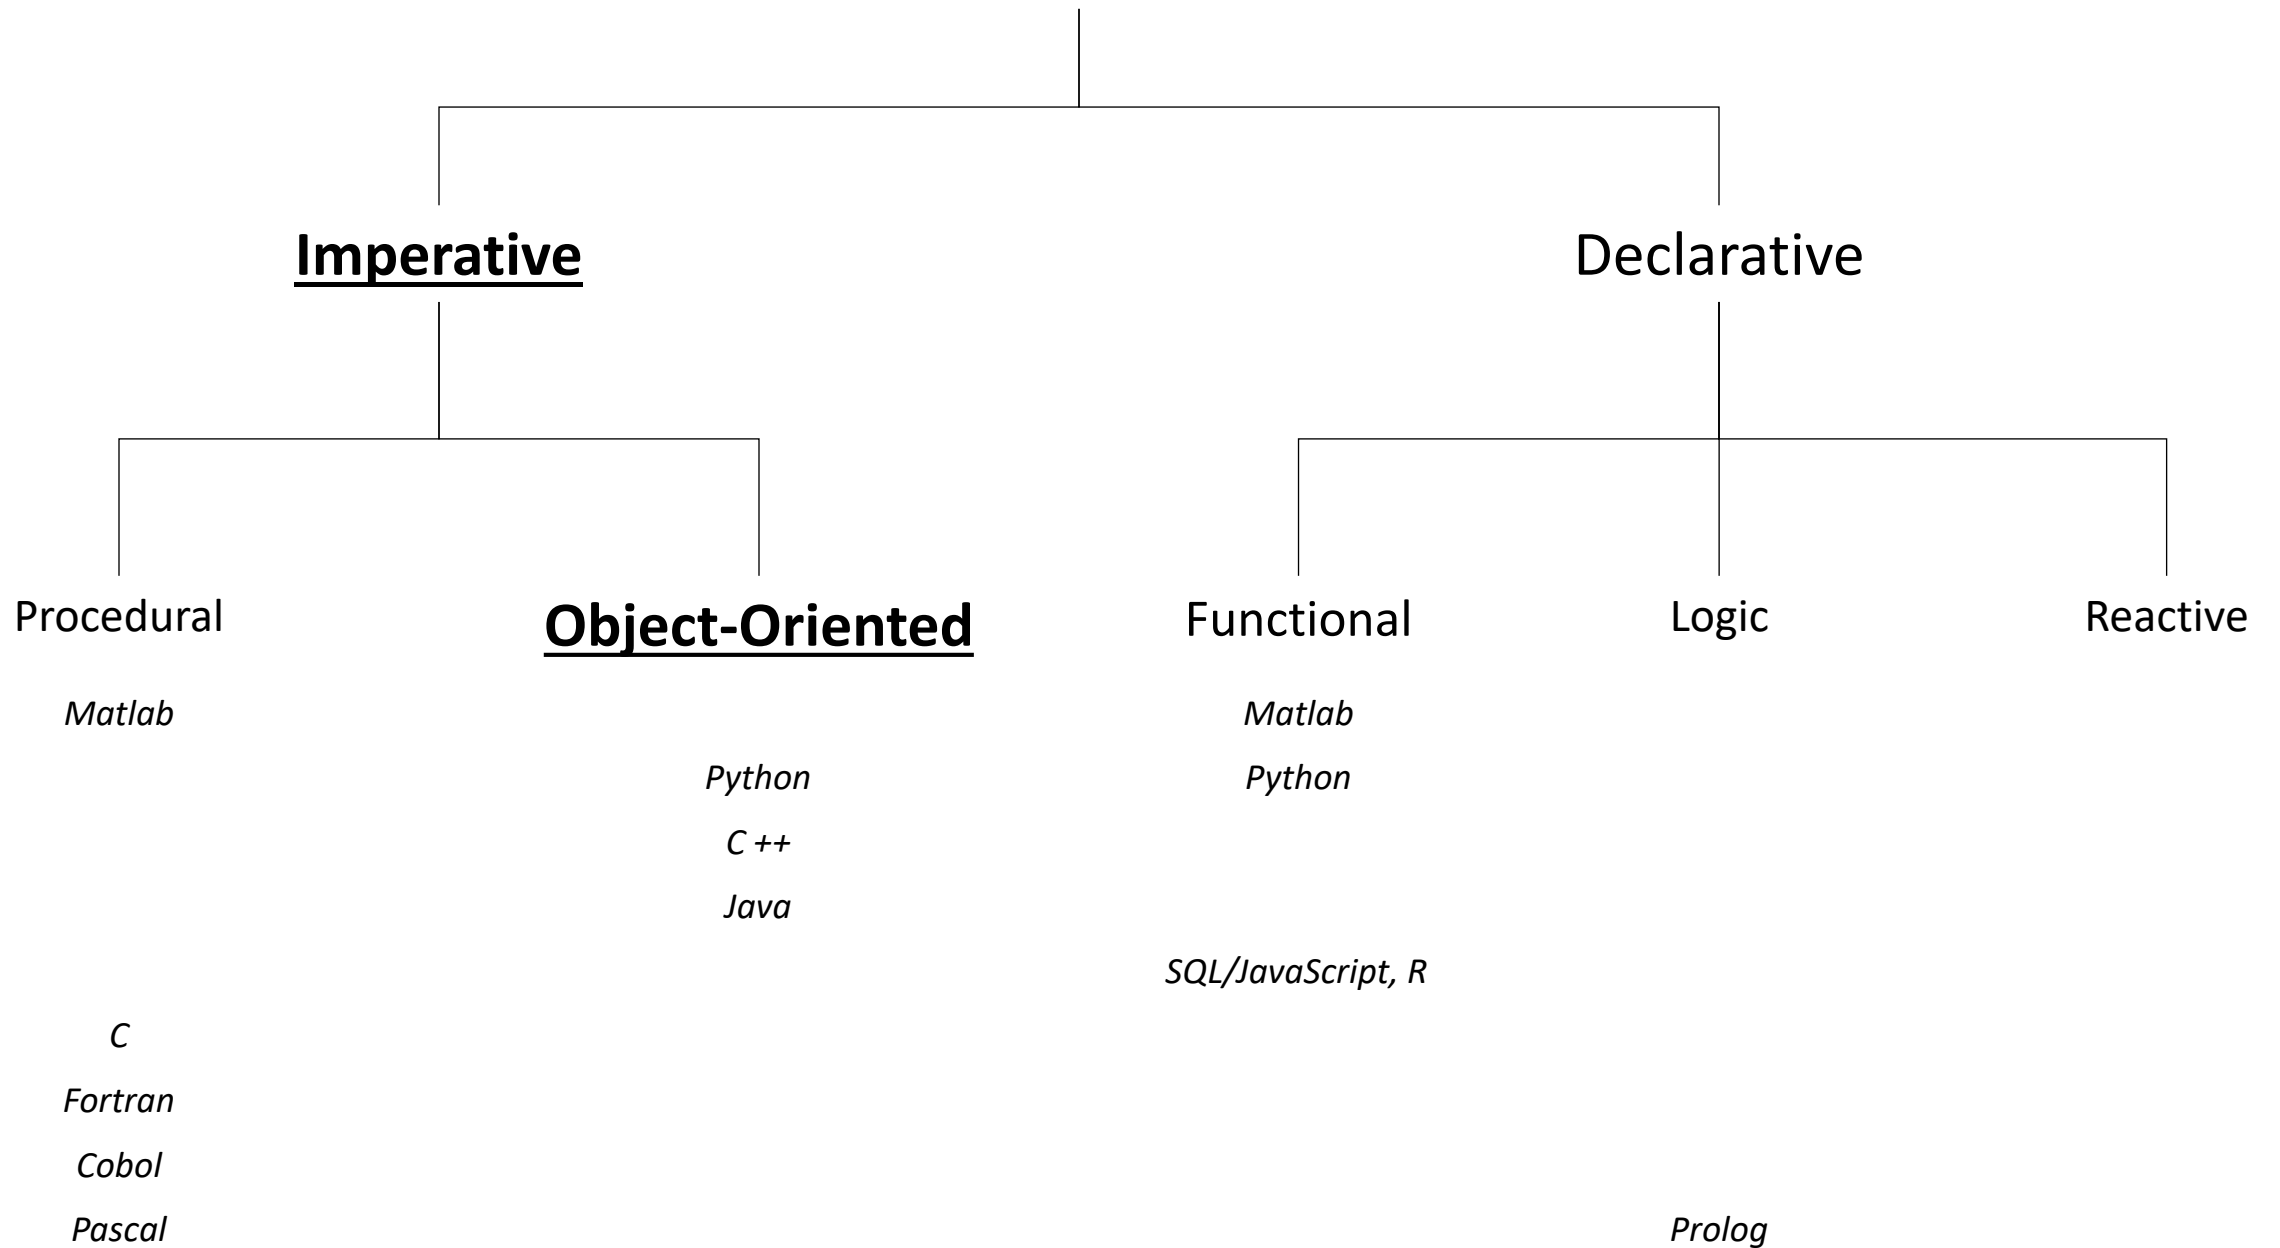 Imperative Declarative
Procedural Object-Oriented Functional Logic Reactive
Matlab Matlab
Python Python
C ++
Java
SQL/JavaScript, R
C
Fortran
Cobol
Pascal Prolog